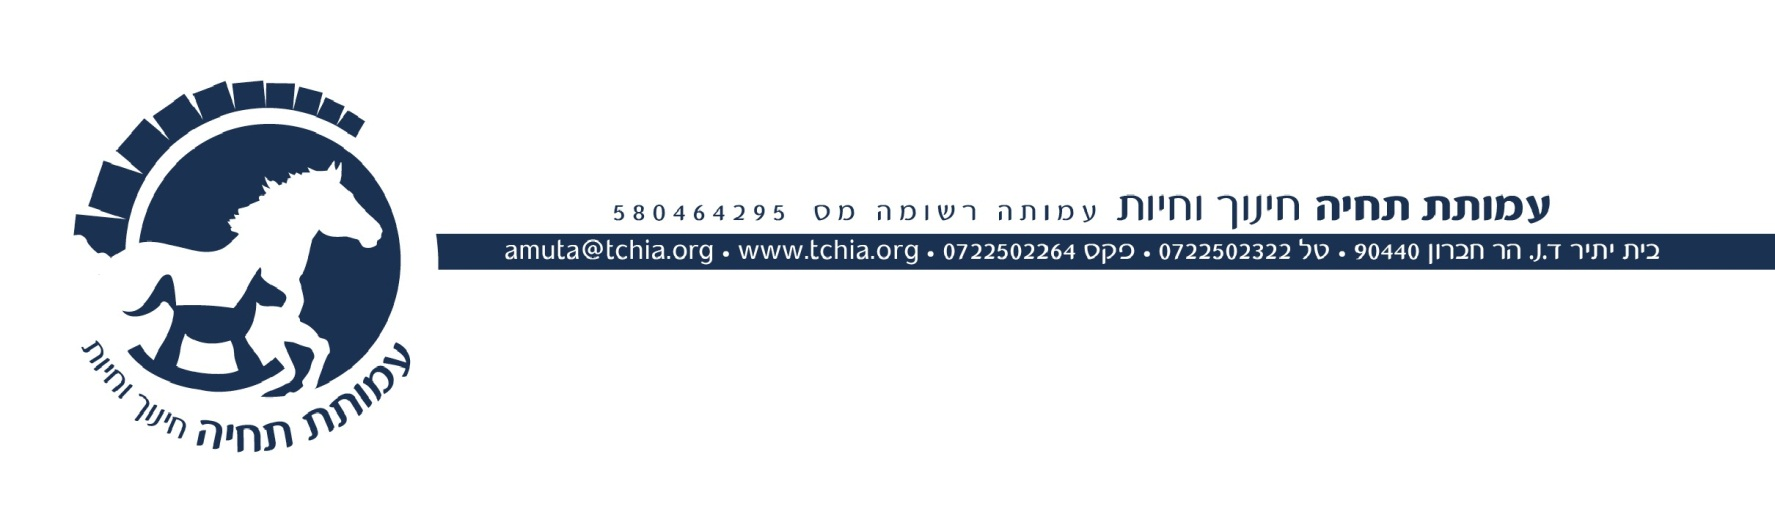 עמותת תחיה חינוך וחיות עמותה רשומה מס 580464295
בית יתיר ד.נ. הר חברון 90440 • טל 0722502322 • פקס 0722502264 • www.tchia.org • amuta@tchia.org
עמותת תחיה חינוך וחיות